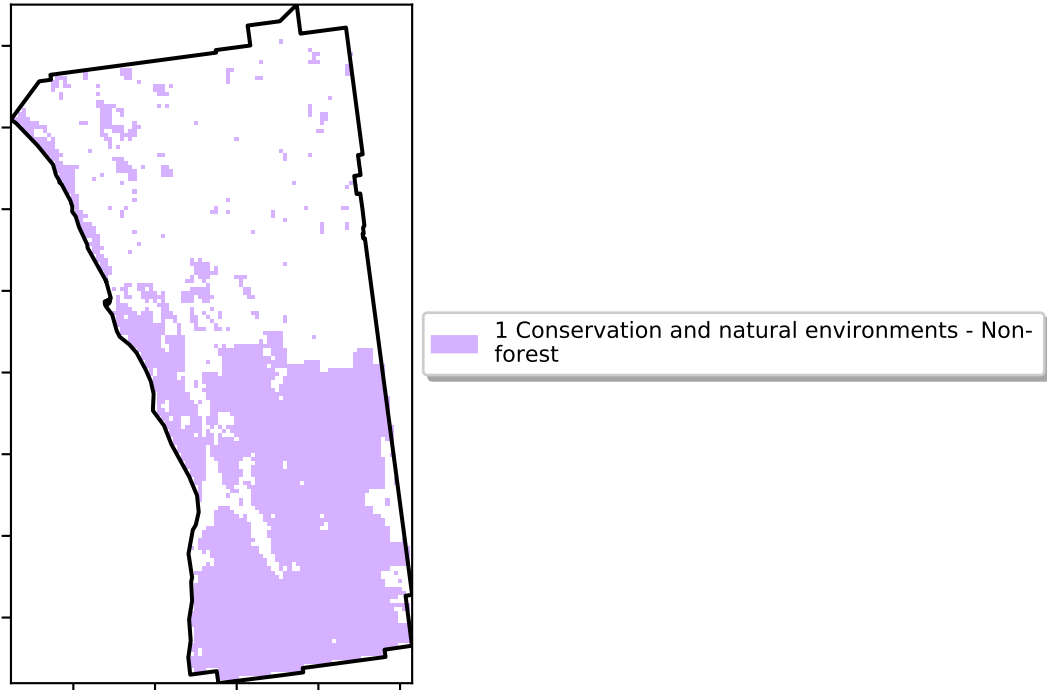 1 Conservation and natural environments - Non-
forest